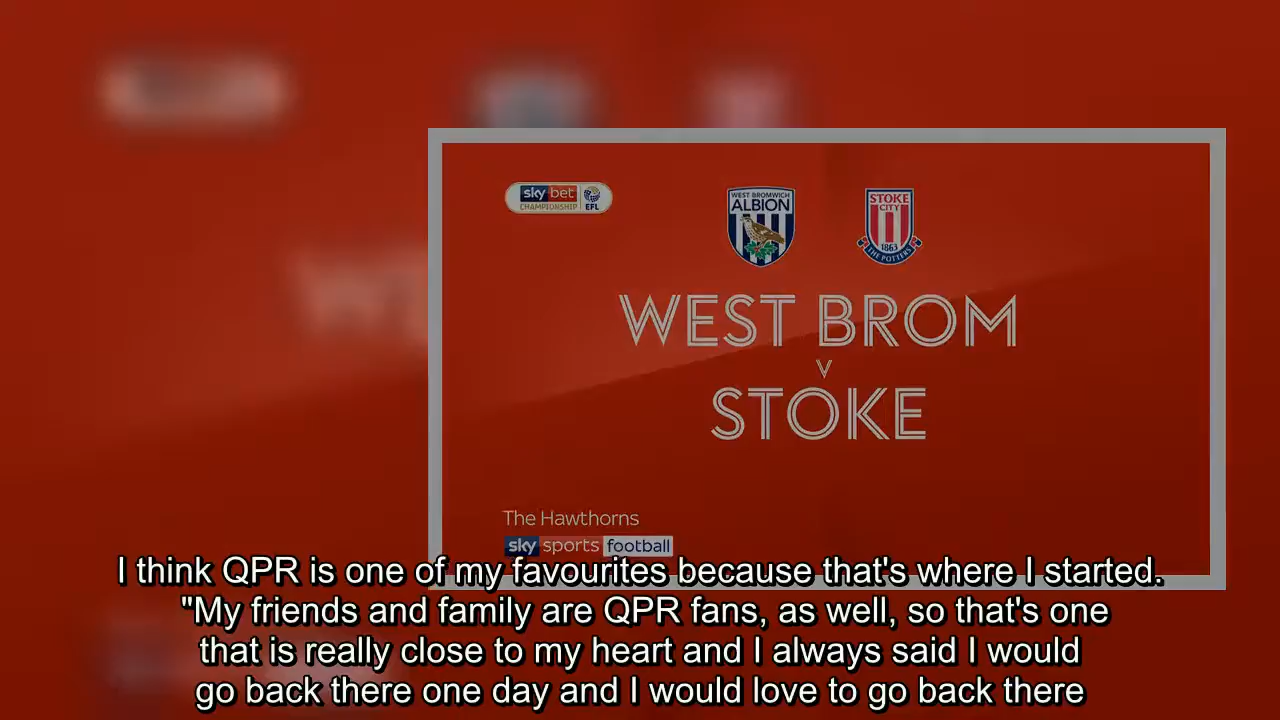 sky bet
CHAMPIONSHIP
EFL
WEST BROMWICH
ALBION
STOKE
CITY
1863
THE POTTERS
WEST BROM
V
STOKE
The Hawthorns
sky sports football
I think QPR is one of my favourites because that's where I started.
"My friends and family are QPR fans, as well, so that's one
that is really close to my heart and I always said I would
go back there one day and I would love to go back there